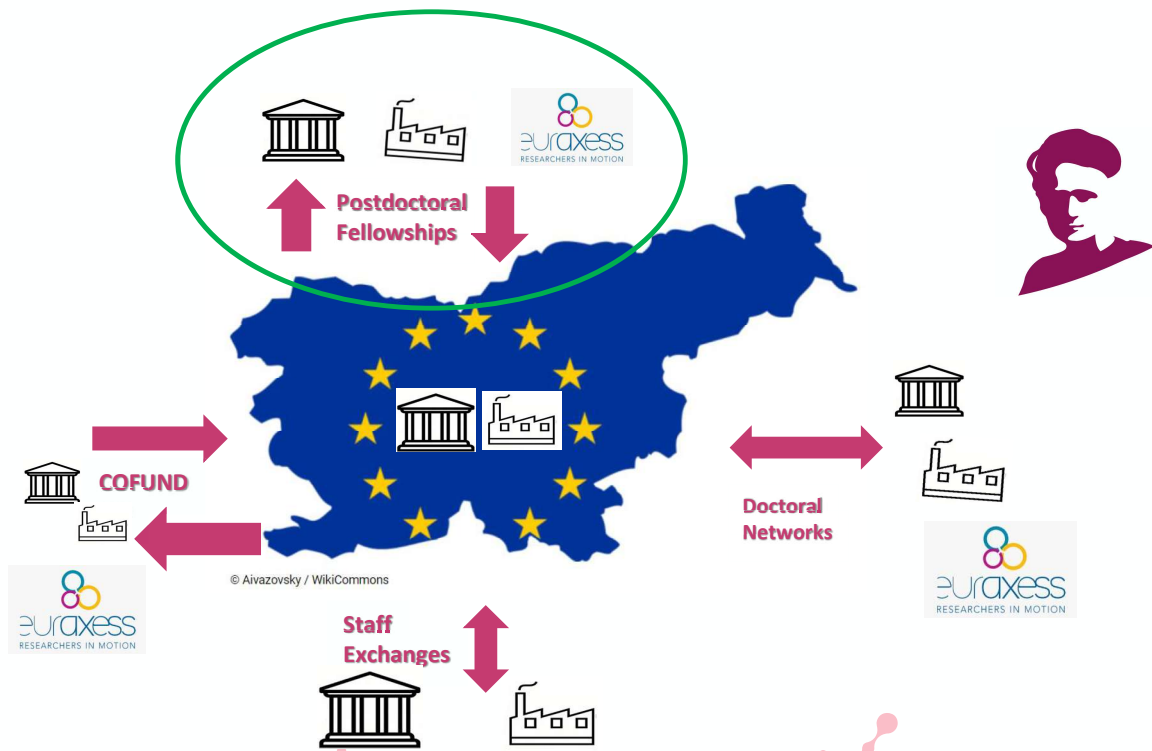 euraxess
RESEARCHERS IN MOTION
Postdoctoral
Fellowships
COFUND
Doctoral
Networks
euraxess
RESEARCHERS IN MOTION
© Aivazovsky / WikiCommons
euraxess
RESEARCHERS IN MOTION
Staff
Exchanges